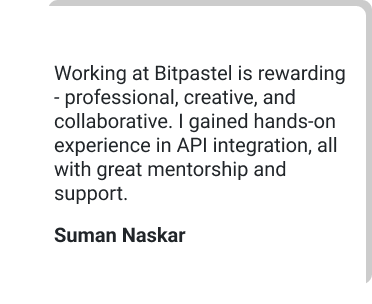 Working at Bitpastel is rewarding
- professional, creative, and
collaborative. I gained hands-on
experience in API integration, all
with great mentorship and
support.
Suman Naskar